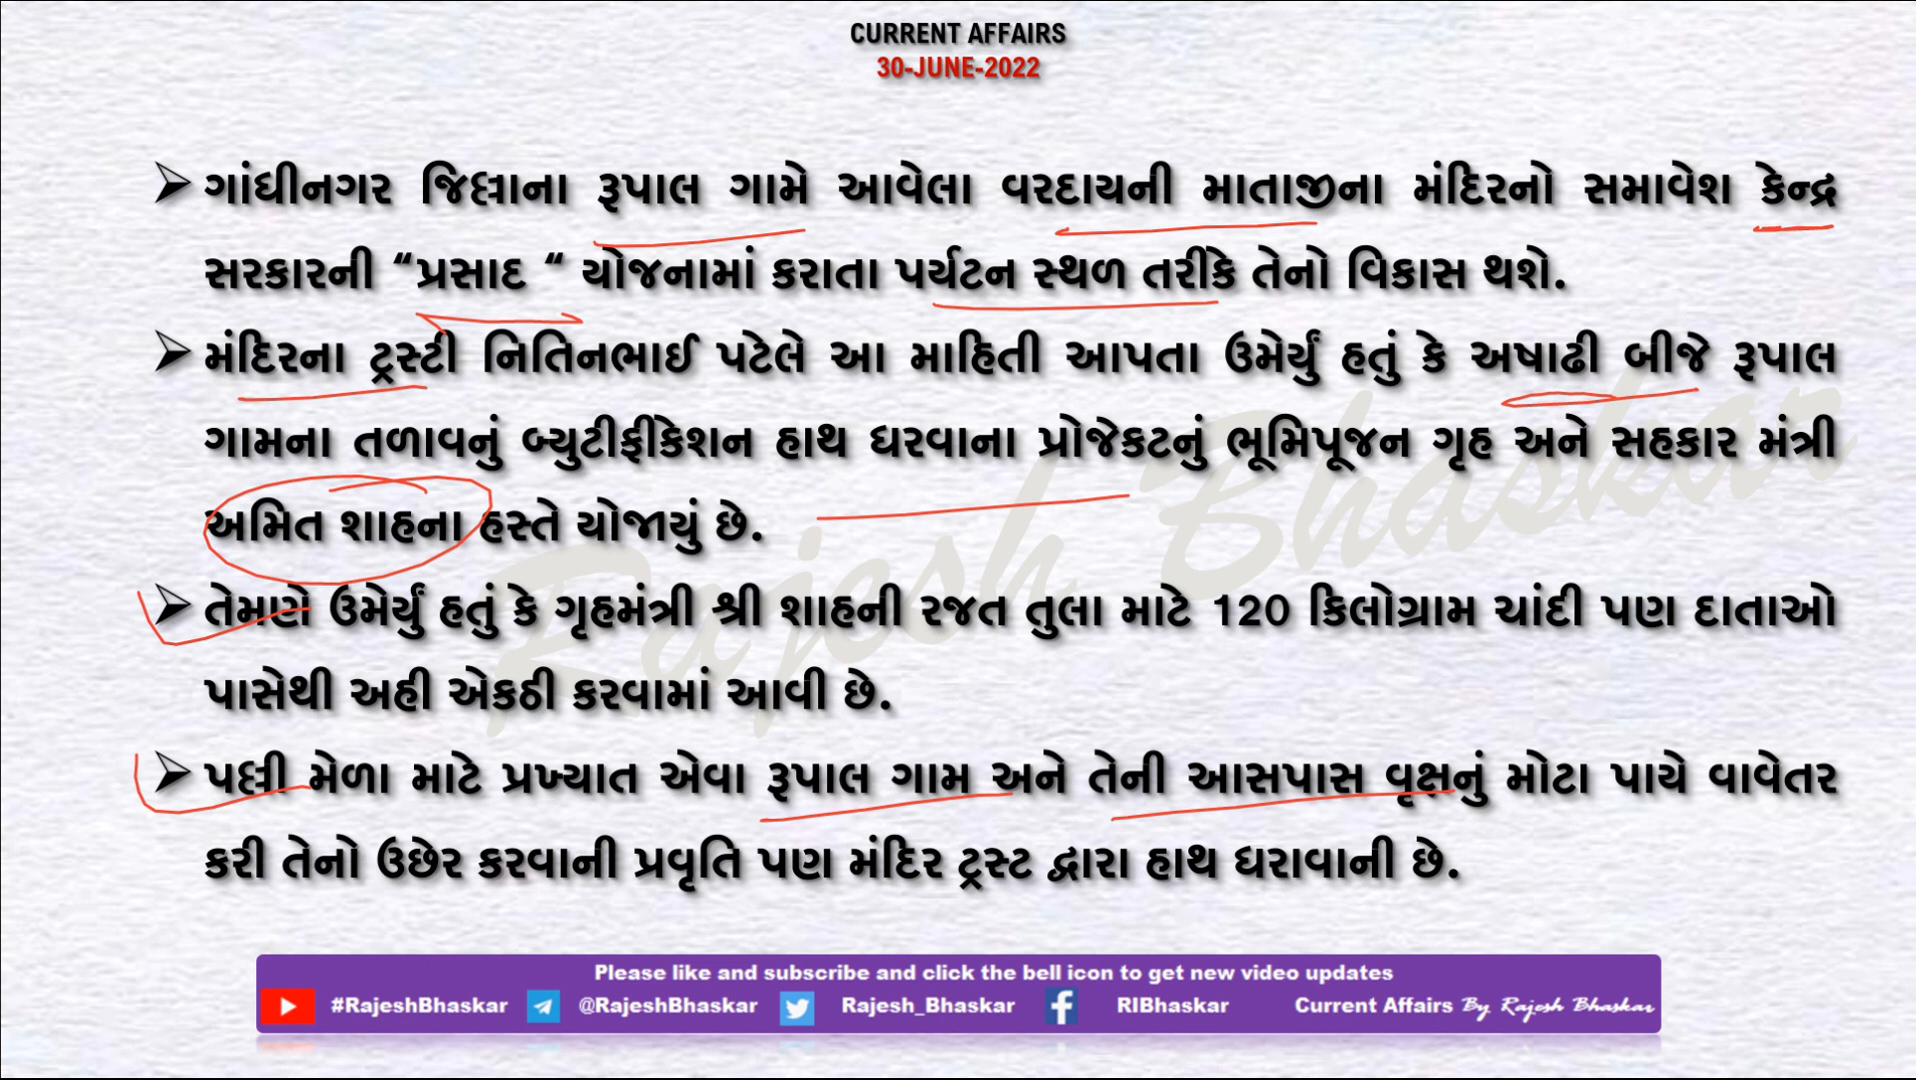 CURRENT AFFAIRS
30-JUNE-2022
➢ ગાંધીનગર જિલ્લાના રૂપાલ ગામે આવેલા વરદાયની માતાજીના મંદિરનો સમાવેશ કેન્દ્ર
સરકારની “પ્રસાદ “ યોજનામાં કરાતા પર્યટન સ્થળ તરીકે તેનો વિકાસ થશે.
➢ મંદિરના ટ્રસ્ટી નિતિનભાઈ પટેલે આ માહિતી આપતા ઉમેર્યું હતું કે અષાઢી બીજે રૂપાલ
ગામના તળાવનું બ્યુટીફીકેશન હાથ ધરવાના પ્રોજેકટનું ભૂમિપૂજન ગૃહ અને સહકાર મંત્રી
અમિત શાહના હસ્તે યોજાયું છે.
➢ તેમાણે ઉમેર્યું હતું કે ગૃહમંત્રી શ્રી શાહની રજત તુલા માટે 120 કિલોગ્રામ ચાંદી પણ દાતાઓ
પાસેથી અહી એકઠી કરવામાં આવી છે.
➢ પલ્લી મેળા માટે પ્રખ્યાત એવા રૂપાલ ગામ અને તેની આસપાસ વૃક્ષનું મોટા પાયે વાવેતર
કરી તેનો ઉછેર કરવાની પ્રવૃતિ પણ મંદિર ટ્રસ્ટ દ્વારા હાથ ધરાવાની છે.
Rajesh Bhaskar
Please like and subscribe and click the bell icon to get new video updates
#RajeshBhaskar @RajeshBhaskar Rajesh_Bhaskar RIBhaskar Current Affairs By Rajesh Bhaskar